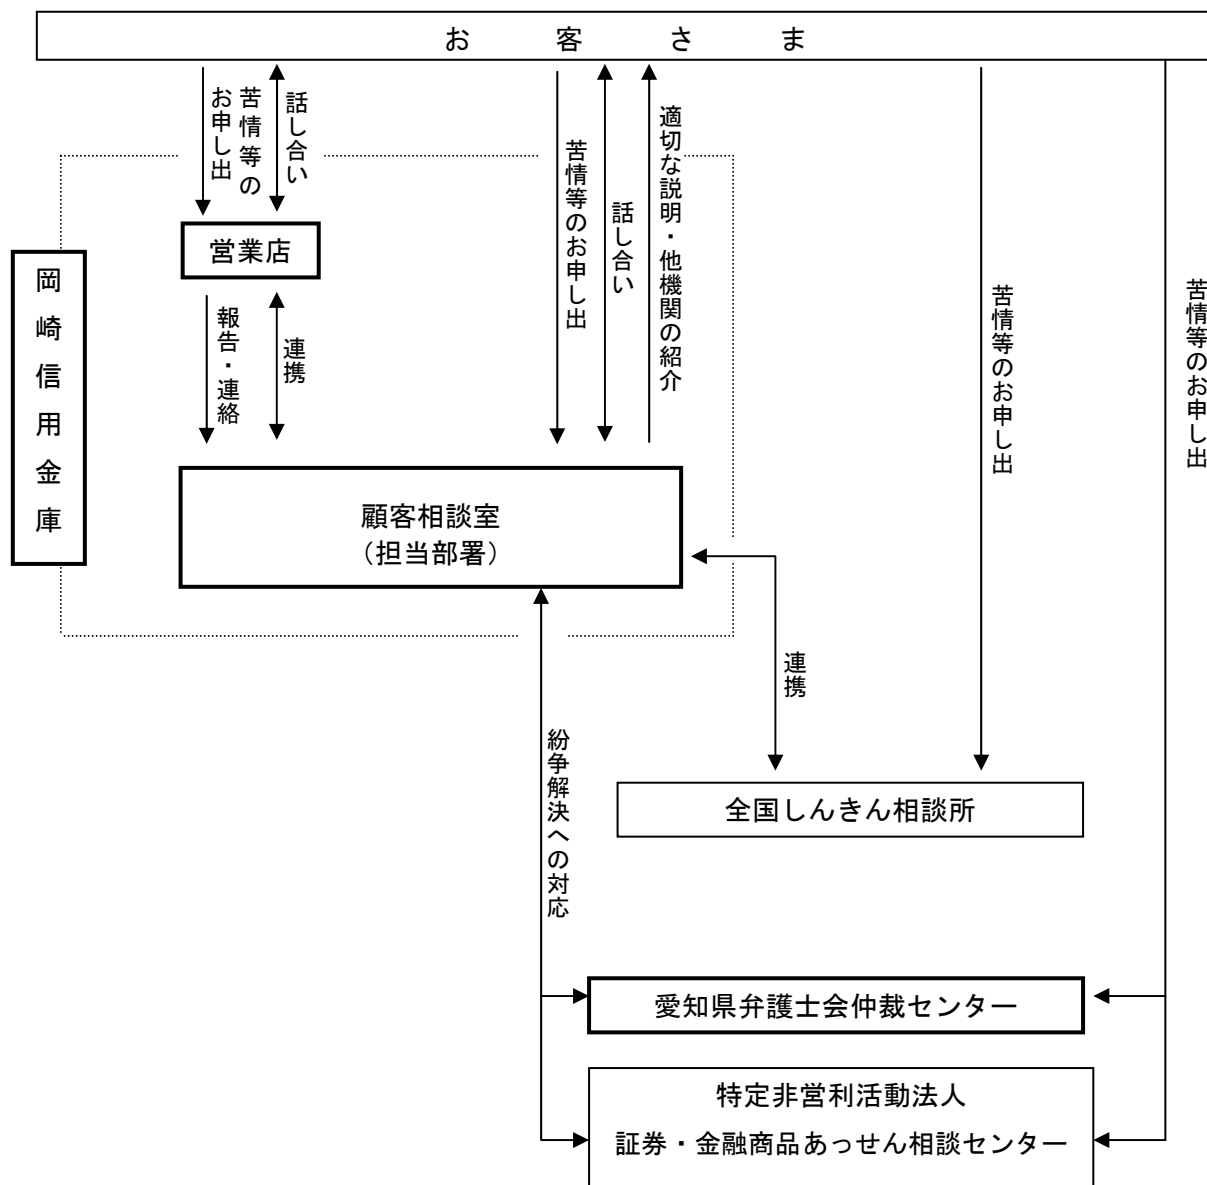 お客さま
苦情等の
お申し出
話し合い
苦情等のお申し出
話し合い
適切な説明・他機関の紹介
苦情等のお申し出
苦情等のお申し出
岡崎信用金庫
営業店
報告・連絡
連携
顧客相談室
（担当部署）
連携
紛争解決への対応
全国しんきん相談所
愛知県弁護士会仲裁センター
特定非営利活動法人
証券・金融商品あっせん相談センター